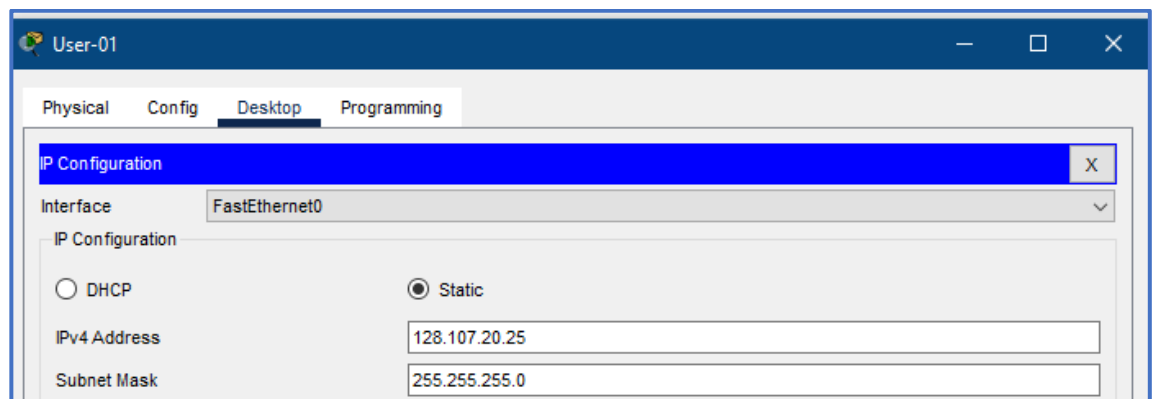 User-01
Physical Config Desktop Programming
IP Configuration X
Interface FastEthernet0
IP Configuration
DHCP Static
IPv4 Address 128.107.20.25
Subnet Mask 255.255.255.0